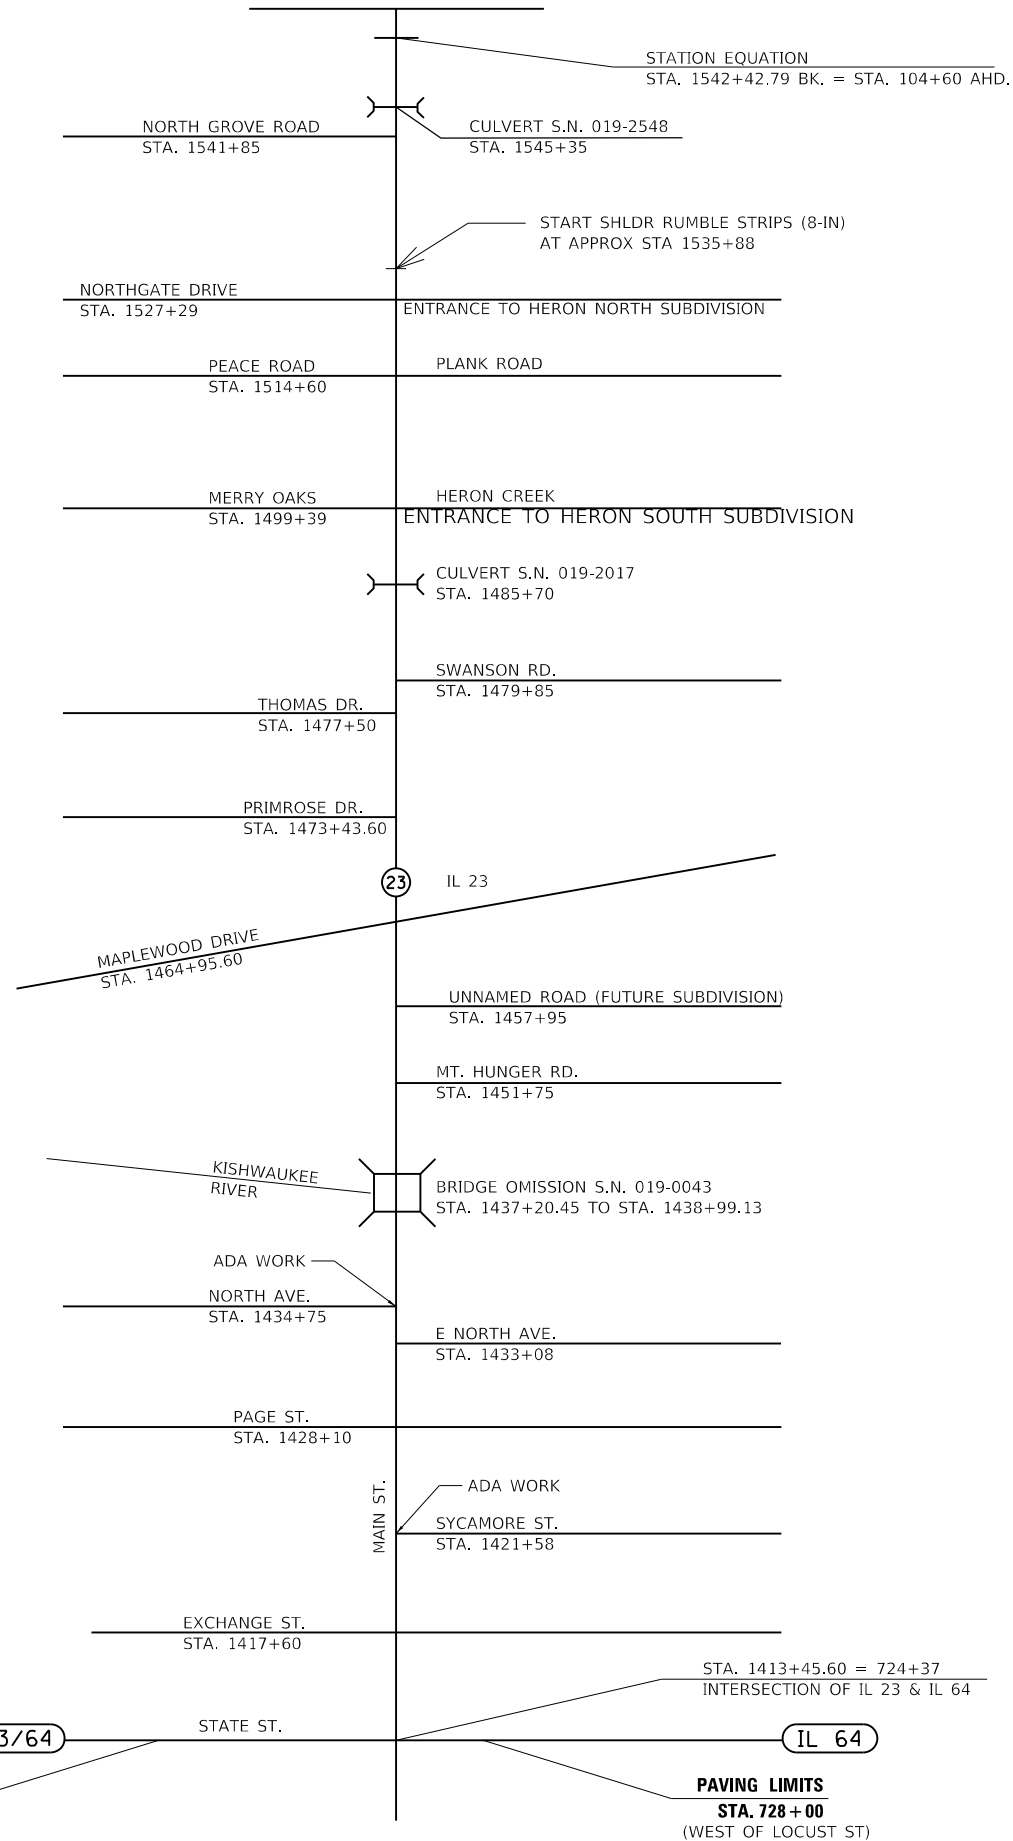 STATION EQUATION
STA. 1542+42.79 BK. = STA. 104+60 AHD.
NORTH GROVE ROAD
STA. 1541+85
CULVERT S.N. 019-2548
STA. 1545+35
START SHLDR RUMBLE STRIPS (8-IN)
AT APPROX STA 1535+88
NORTHGATE DRIVE
STA. 1527+29
ENTRANCE TO HERON NORTH SUBDIVISION
PEACE ROAD
STA. 1514+60
PLANK ROAD
MERRY OAKS
STA. 1499+39
HERON CREEK
ENTRANCE TO HERON SOUTH SUBDIVISION
CULVERT S.N. 019-2017
STA. 1485+70
SWANSON RD.
STA. 1479+85
THOMAS DR.
STA. 1477+50
PRIMROSE DR.
STA. 1473+43.60
23
IL 23
MAPLEWOOD DRIVE
STA. 1464+95.60
UNNAMED ROAD (FUTURE SUBDIVISION)
STA. 1457+95
MT. HUNGER RD.
STA. 1451+75
KISHWAUKEE
RIVER
BRIDGE OMISSION S.N. 019-0043
STA. 1437+20.45 TO STA. 1438+99.13
ADA WORK
NORTH AVE.
STA. 1434+75
E NORTH AVE.
STA. 1433+08
PAGE ST.
STA. 1428+10
MAIN ST.
ADA WORK
SYCAMORE ST.
STA. 1421+58
EXCHANGE ST.
STA. 1417+60
STA. 1413+45.60 = 724+37
INTERSECTION OF IL 23 & IL 64
STATE ST.
3/64
IL 64
PAVING LIMITS
STA. 728+00
(WEST OF LOCUST ST)